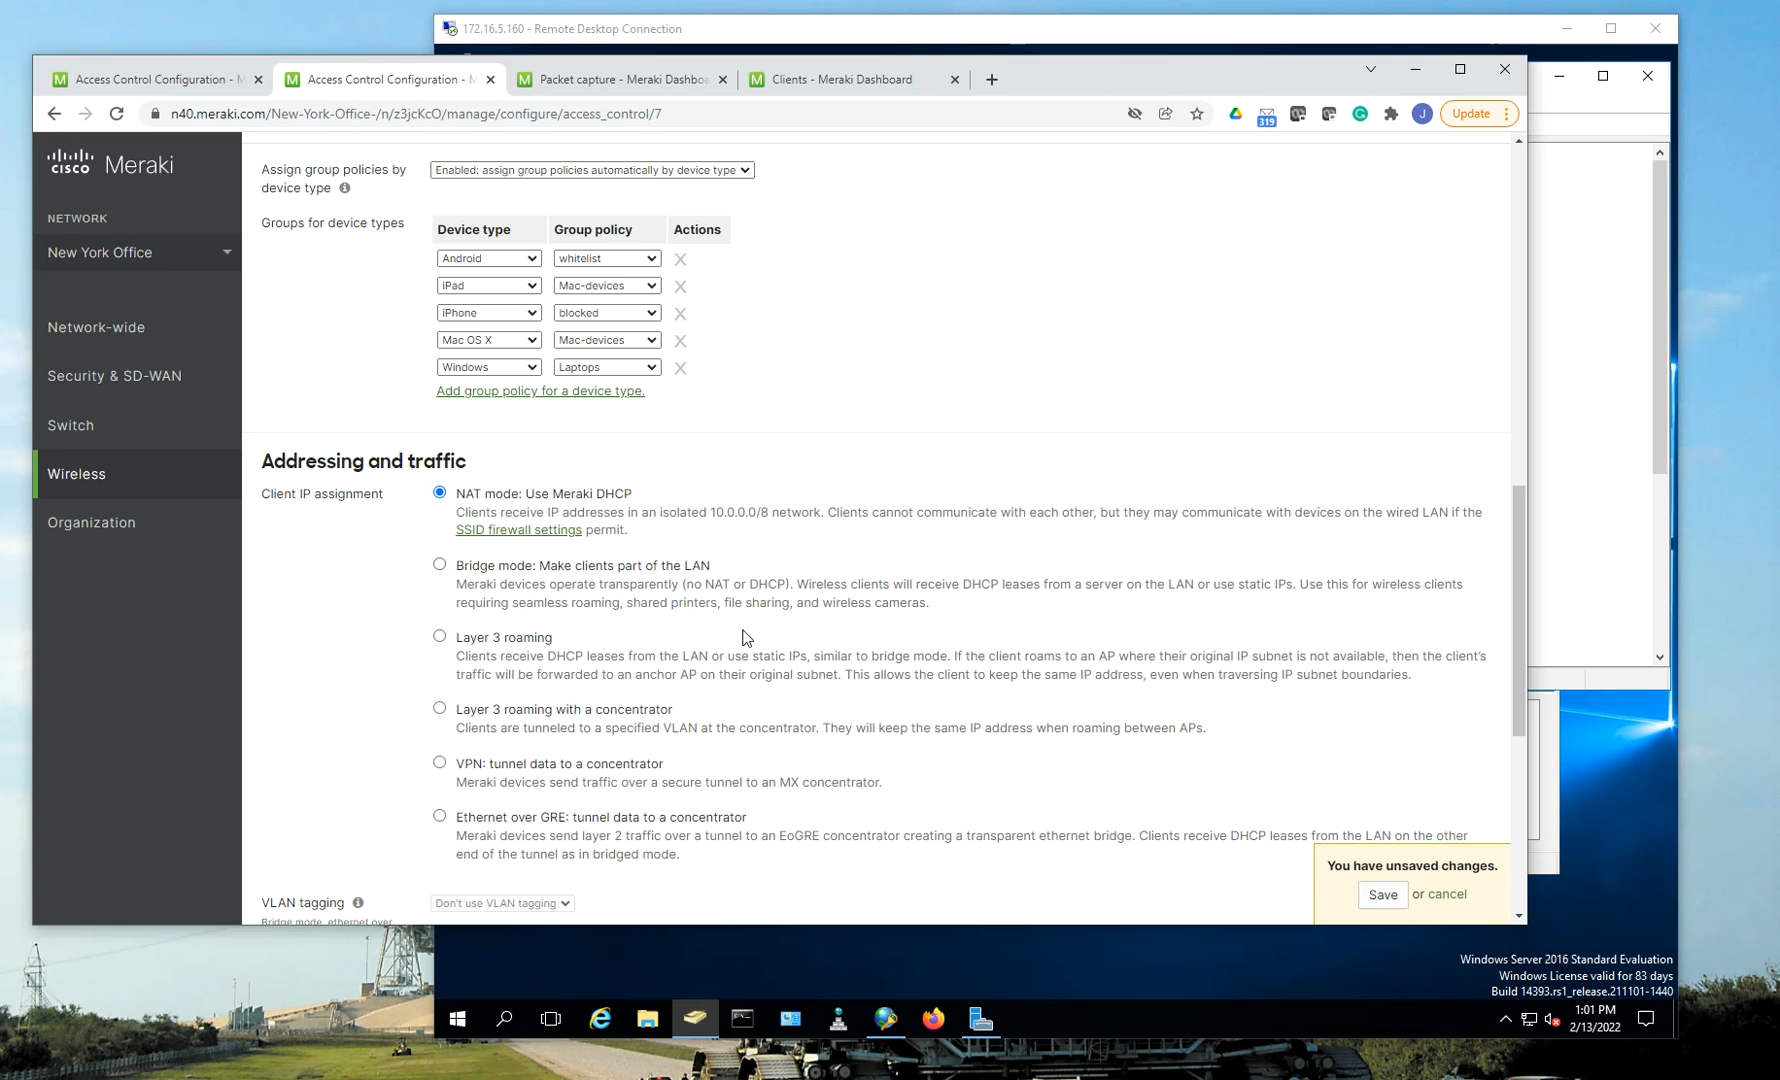 172.16.5.160 - Remote Desktop Connection
Access Control Configuration - M
Access Control Configuration - M
Packet capture - Meraki Dashboa
Clients - Meraki Dashboard
n40.meraki.com/New-York-Office-/n/z3jcKcO/manage/configure/access_control/7
319
J
Update
CISCO Meraki
NETWORK
New York Office
Network-wide
Security & SD-WAN
Switch
Wireless
Organization
Assign group policies by
device type
Enabled: assign group policies automatically by device type
Groups for device types
Device type Group policy Actions
Android whitelist X
iPad Mac-devices X
iPhone blocked X
Mac OS X Mac-devices X
Windows Laptops X
Add group policy for a device type.
Addressing and traffic
Client IP assignment
NAT mode: Use Meraki DHCP
Clients receive IP addresses in an isolated 10.0.0.0/8 network. Clients cannot communicate with each other, but they may communicate with devices on the wired LAN if the
SSID firewall settings permit.
Bridge mode: Make clients part of the LAN
Meraki devices operate transparently (no NAT or DHCP). Wireless clients will receive DHCP leases from a server on the LAN or use static IPs. Use this for wireless clients
requiring seamless roaming, shared printers, file sharing, and wireless cameras.
Layer 3 roaming
Clients receive DHCP leases from the LAN or use static IPs, similar to bridge mode. If the client roams to an AP where their original IP subnet is not available, then the client's
traffic will be forwarded to an anchor AP on their original subnet. This allows the client to keep the same IP address, even when traversing IP subnet boundaries.
Layer 3 roaming with a concentrator
Clients are tunneled to a specified VLAN at the concentrator. They will keep the same IP address when roaming between APs.
VPN: tunnel data to a concentrator
Meraki devices send traffic over a secure tunnel to an MX concentrator.
Ethernet over GRE: tunnel data to a concentrator
Meraki devices send layer 2 traffic over a tunnel to an EoGRE concentrator creating a transparent ethernet bridge. Clients receive DHCP leases from the LAN on the other
end of the tunnel as in bridged mode.
You have unsaved changes.
Save or cancel
VLAN tagging
Don't use VLAN tagging
Bridge mode, ethernet over
Windows Server 2016 Standard Evaluation
Windows License valid for 83 days
Build 14393.rs1_release.211101-1440
1:01 PM
2/13/2022